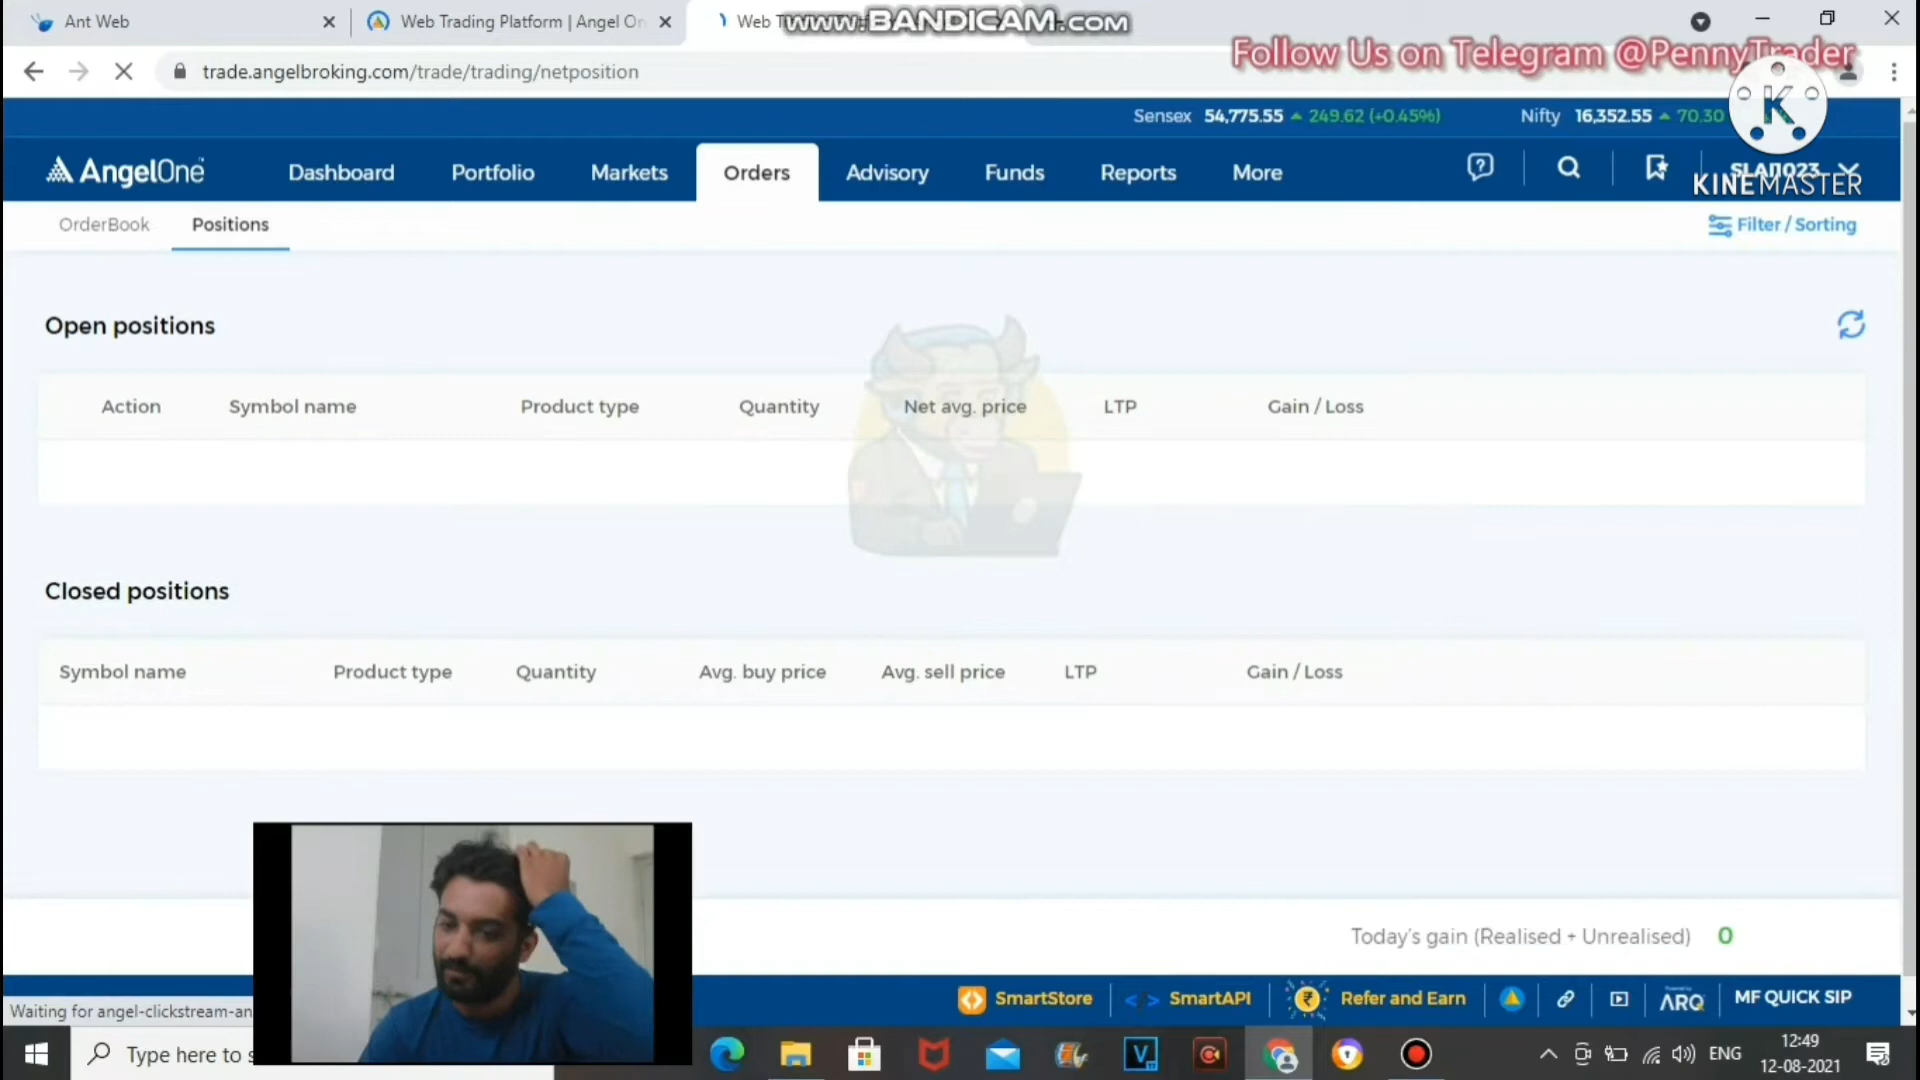 Ant Web
Web Trading Platform | Angel On
Web T
www.BANDICAM.com
Follow Us on Telegram @PennyTrader
trade.angelbroking.com/trade/trading/netposition
Sensex 54,775.55 249.62 (+0.45%) Nifty 16,352.55 70.30
K
AngelOne
Dashboard Portfolio Markets Orders Advisory Funds Reports More
KINEMASTER
OrderBook Positions Filter / Sorting
Open positions
Action Symbol name Product type Quantity Net avg. price LTP Gain / Loss
Closed positions
Symbol name Product type Quantity Avg. buy price Avg. sell price LTP Gain / Loss
Today's gain (Realised + Unrealised) 0
SmartStore SmartAPI Refer and Earn ARQ MF QUICK SIP
Waiting for angel-clickstream-an
Type here to s
ENG
12:49
12-08-2021